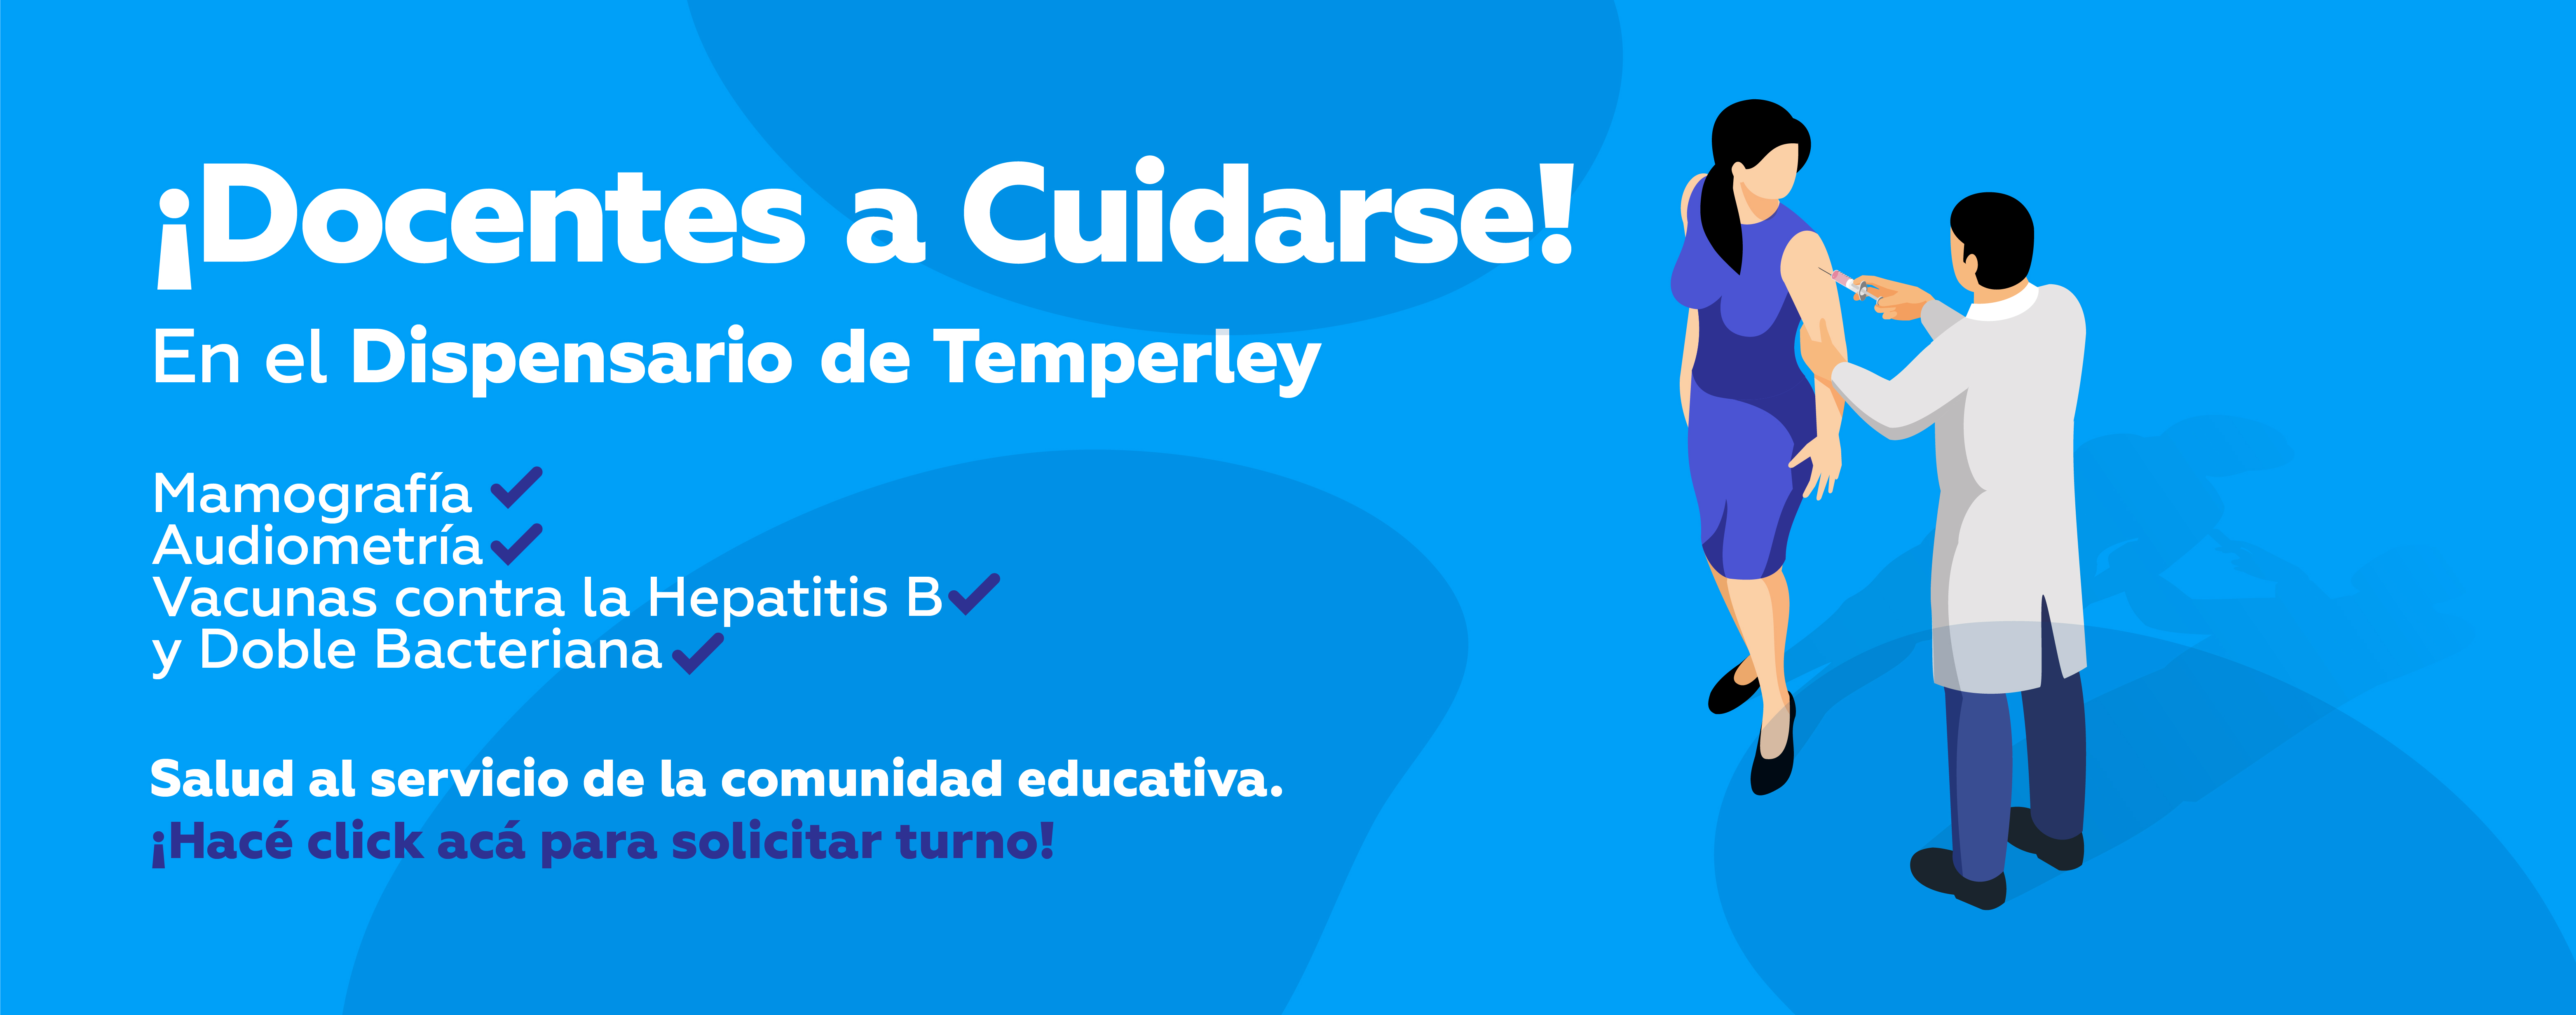 ¡Docentes a Cuidarse!
En el Dispensario de Temperley
Mamografía
Audiometría
Vacunas contra la Hepatitis B
y Doble Bacteriana
Salud al servicio de la comunidad educativa.
¡Hacé click acá para solicitar turno!